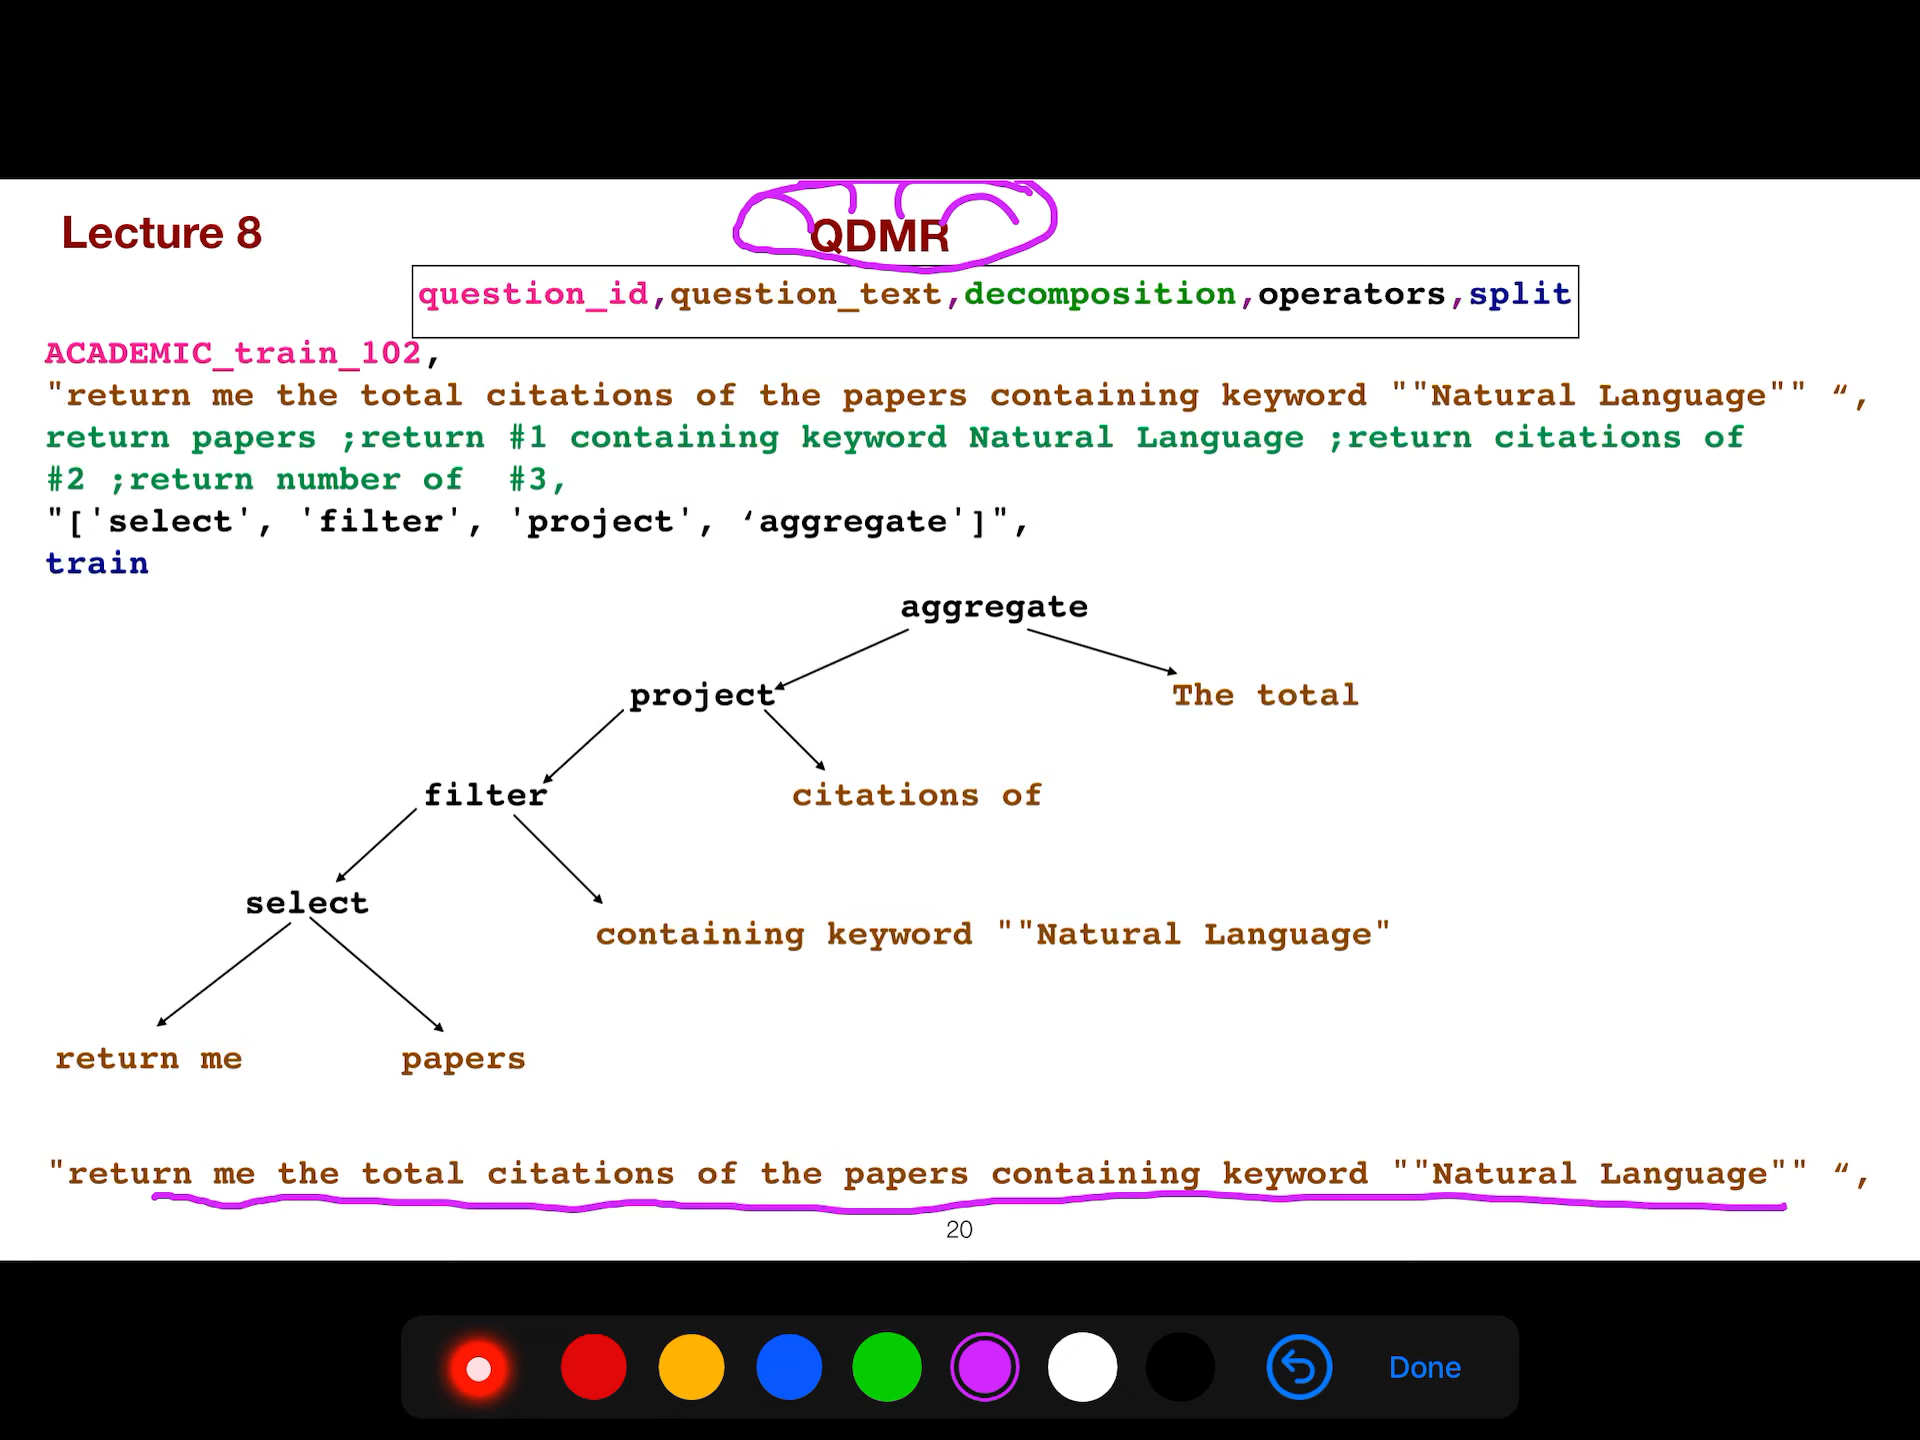 Lecture 8
QDMR
question_id,question_text,decomposition,operators,split
ACADEMIC_train_102,
"return me the total citations of the papers containing keyword ""Natural Language"" “,
return papers ;return #1 containing keyword Natural Language ;return citations of
#2 ;return number of  #3,
"['select', 'filter', 'project', ‘aggregate']",
train
aggregate
project
The total
filter
citations of
select
containing keyword ""Natural Language"
return me
papers
"return me the total citations of the papers containing keyword ""Natural Language"" “,
20
Done